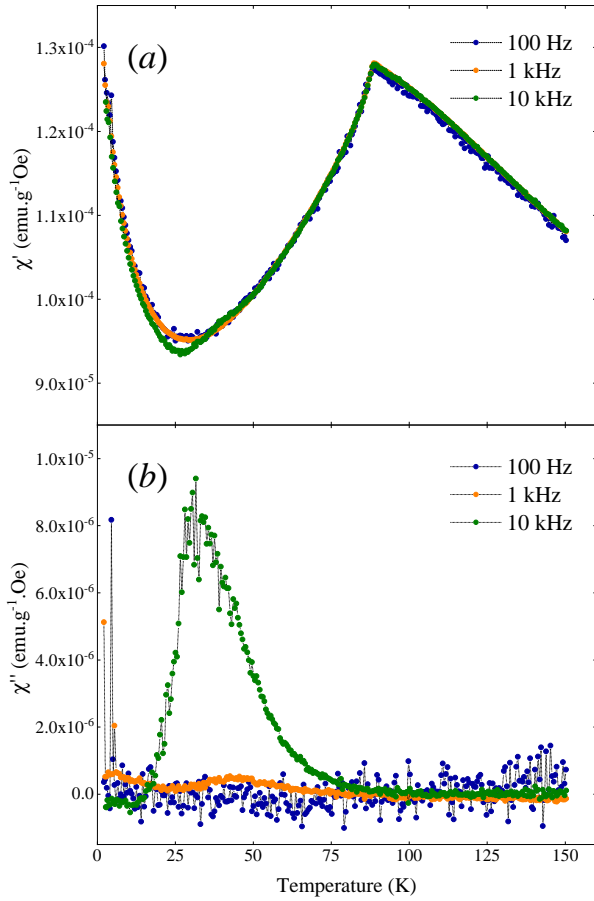 (a)
100 Hz
1 kHz
10 kHz
1.3x10⁻⁴
1.2x10⁻⁴
1.1x10⁻⁴
1.0x10⁻⁴
9.0x10⁻⁵
χ' (emu.g⁻¹Oe)
(b)
100 Hz
1 kHz
10 kHz
1.0x10⁻⁵
8.0x10⁻⁶
6.0x10⁻⁶
4.0x10⁻⁶
2.0x10⁻⁶
0.0
χ'' (emu.g⁻¹.Oe)
0 25 50 75 100 125 150
Temperature (K)